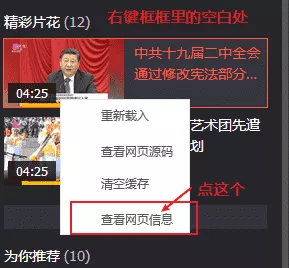 精彩片花 (12)
右键框框里的空白处
中共十九届二中全会
通过修改宪法部分...
04:25
重新载入
艺术团先遣
查看网页源码
划
04:25
清空缓存
点这个
查看网页信息
为你推荐 (10)